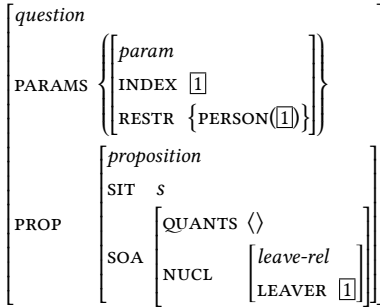 question
PARAMS { param
INDEX 1
RESTR {PERSON(1)} }
PROP
proposition
SIT s
SOA
QUANTS ⟨⟩
NUCL
leave-rel
LEAVER 1